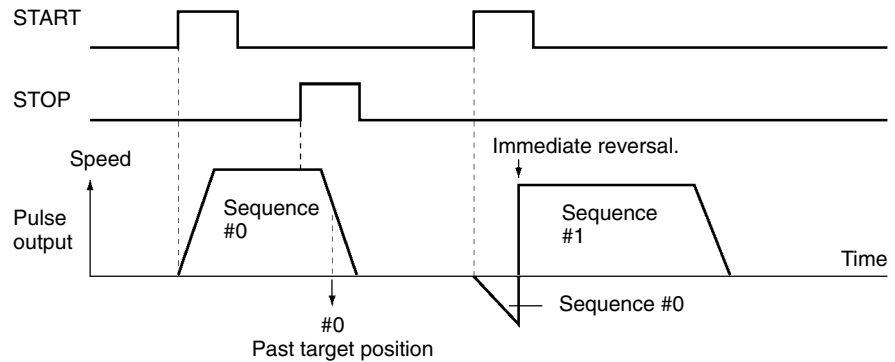 START
STOP
Immediate reversal.
Speed
Pulse
output
Sequence
#0
Sequence
#1
Time
Sequence #0
#0
Past target position